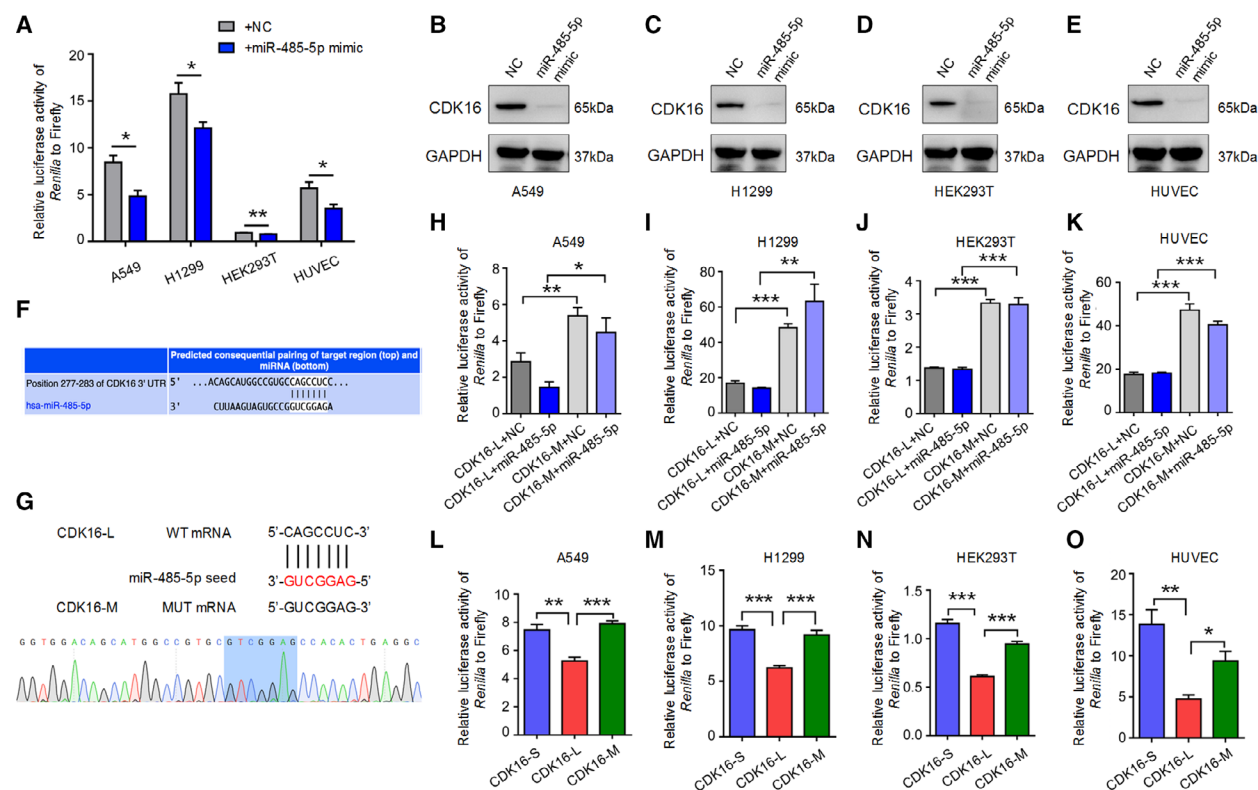 A
+NC
+miR-485-5p mimic
Relative luciferase activity of
Renilla to Firefly
20
15
10
5
0
*
*
**
*
A549
H1299
HEK293T
HUVEC
B
NC
miR-485-5p
mimic
CDK16
65kDa
GAPDH
37kDa
A549
C
NC
miR-485-5p
mimic
CDK16
65kDa
GAPDH
37kDa
H1299
D
NC
miR-485-5p
mimic
CDK16
65kDa
GAPDH
37kDa
HEK293T
E
NC
miR-485-5p
mimic
CDK16
65kDa
GAPDH
37kDa
HUVEC
F
Predicted consequential pairing of target region (top) and
miRNA (bottom)
Position 277-283 of CDK16 3' UTR 5' ...ACAGCAUGGCCGUGCCAGCCUCC...
hsa-miR-485-5p 3' CUUAAGUAGUGCCGGUCGGAGA
G
CDK16-L WT mRNA 5'-CAGCCUC-3'
miR-485-5p seed 3'-GUCGGAG-5'
CDK16-M MUT mRNA 5'-GUCGGAG-3'
GGTGGACAGCATGGCCGTGCGTCGGAGCCACACTGAGGC
H
A549
Relative luciferase activity of
Renilla to Firefly
8
6
4
2
0
*
**
CDK16-L+NC
CDK16-L+miR-485-5p
CDK16-M+NC
CDK16-M+miR-485-5p
I
H1299
Relative luciferase activity of
Renilla to Firefly
80
60
40
20
0
**
***
CDK16-L+NC
CDK16-L+miR-485-5p
CDK16-M+NC
CDK16-M+miR-485-5p
J
HEK293T
Relative luciferase activity of
Renilla to Firefly
4
3
2
1
0
***
***
CDK16-L+NC
CDK16-L+miR-485-5p
CDK16-M+NC
CDK16-M+miR-485-5p
K
HUVEC
Relative luciferase activity of
Renilla to Firefly
60
40
20
0
***
***
CDK16-L+NC
CDK16-L+miR-485-5p
CDK16-M+NC
CDK16-M+miR-485-5p
L
A549
Relative luciferase activity of
Renilla to Firefly
10
8
6
4
2
0
**
***
CDK16-S
CDK16-L
CDK16-M
M
H1299
Relative luciferase activity of
Renilla to Firefly
15
10
5
0
***
***
CDK16-S
CDK16-L
CDK16-M
N
HEK293T
Relative luciferase activity of
Renilla to Firefly
1.5
1.0
0.5
0.0
***
***
CDK16-S
CDK16-L
CDK16-M
O
HUVEC
Relative luciferase activity of
Renilla to Firefly
20
15
10
5
0
**
*
CDK16-S
CDK16-L
CDK16-M